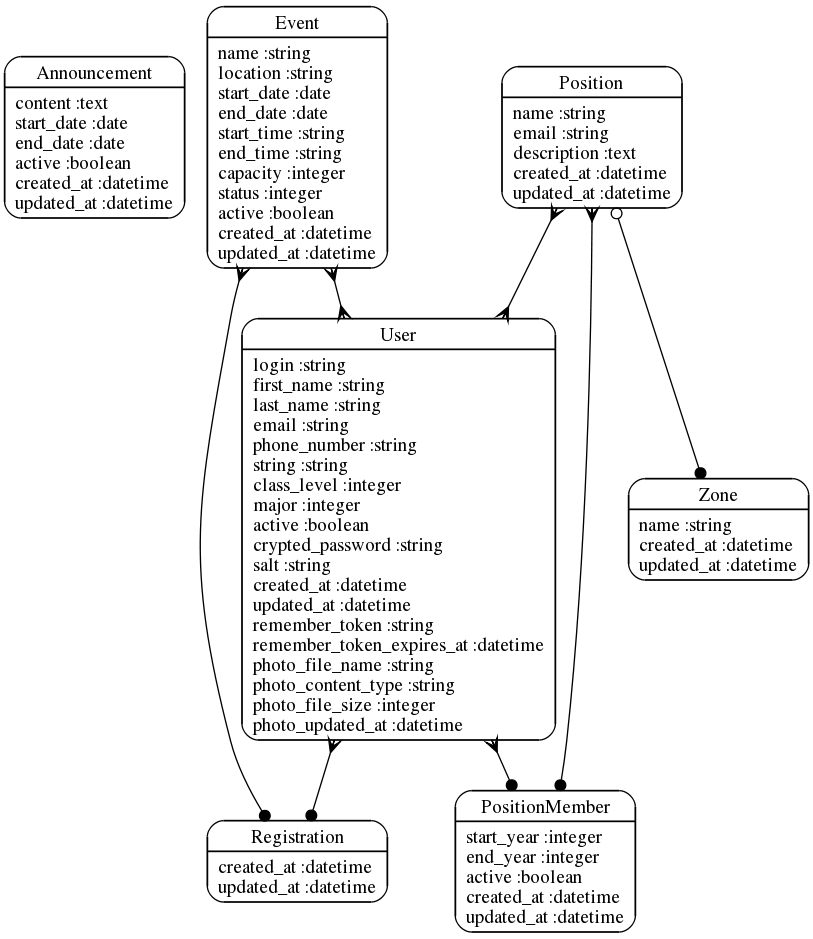 Event
name :string
location :string
start_date :date
end_date :date
start_time :string
end_time :string
capacity :integer
status :integer
active :boolean
created_at :datetime
updated_at :datetime
Announcement
content :text
start_date :date
end_date :date
active :boolean
created_at :datetime
updated_at :datetime
Position
name :string
email :string
description :text
created_at :datetime
updated_at :datetime
User
login :string
first_name :string
last_name :string
email :string
phone_number :string
string :string
class_level :integer
major :integer
active :boolean
crypted_password :string
salt :string
created_at :datetime
updated_at :datetime
remember_token :string
remember_token_expires_at :datetime
photo_file_name :string
photo_content_type :string
photo_file_size :integer
photo_updated_at :datetime
Zone
name :string
created_at :datetime
updated_at :datetime
Registration
created_at :datetime
updated_at :datetime
PositionMember
start_year :integer
end_year :integer
active :boolean
created_at :datetime
updated_at :datetime